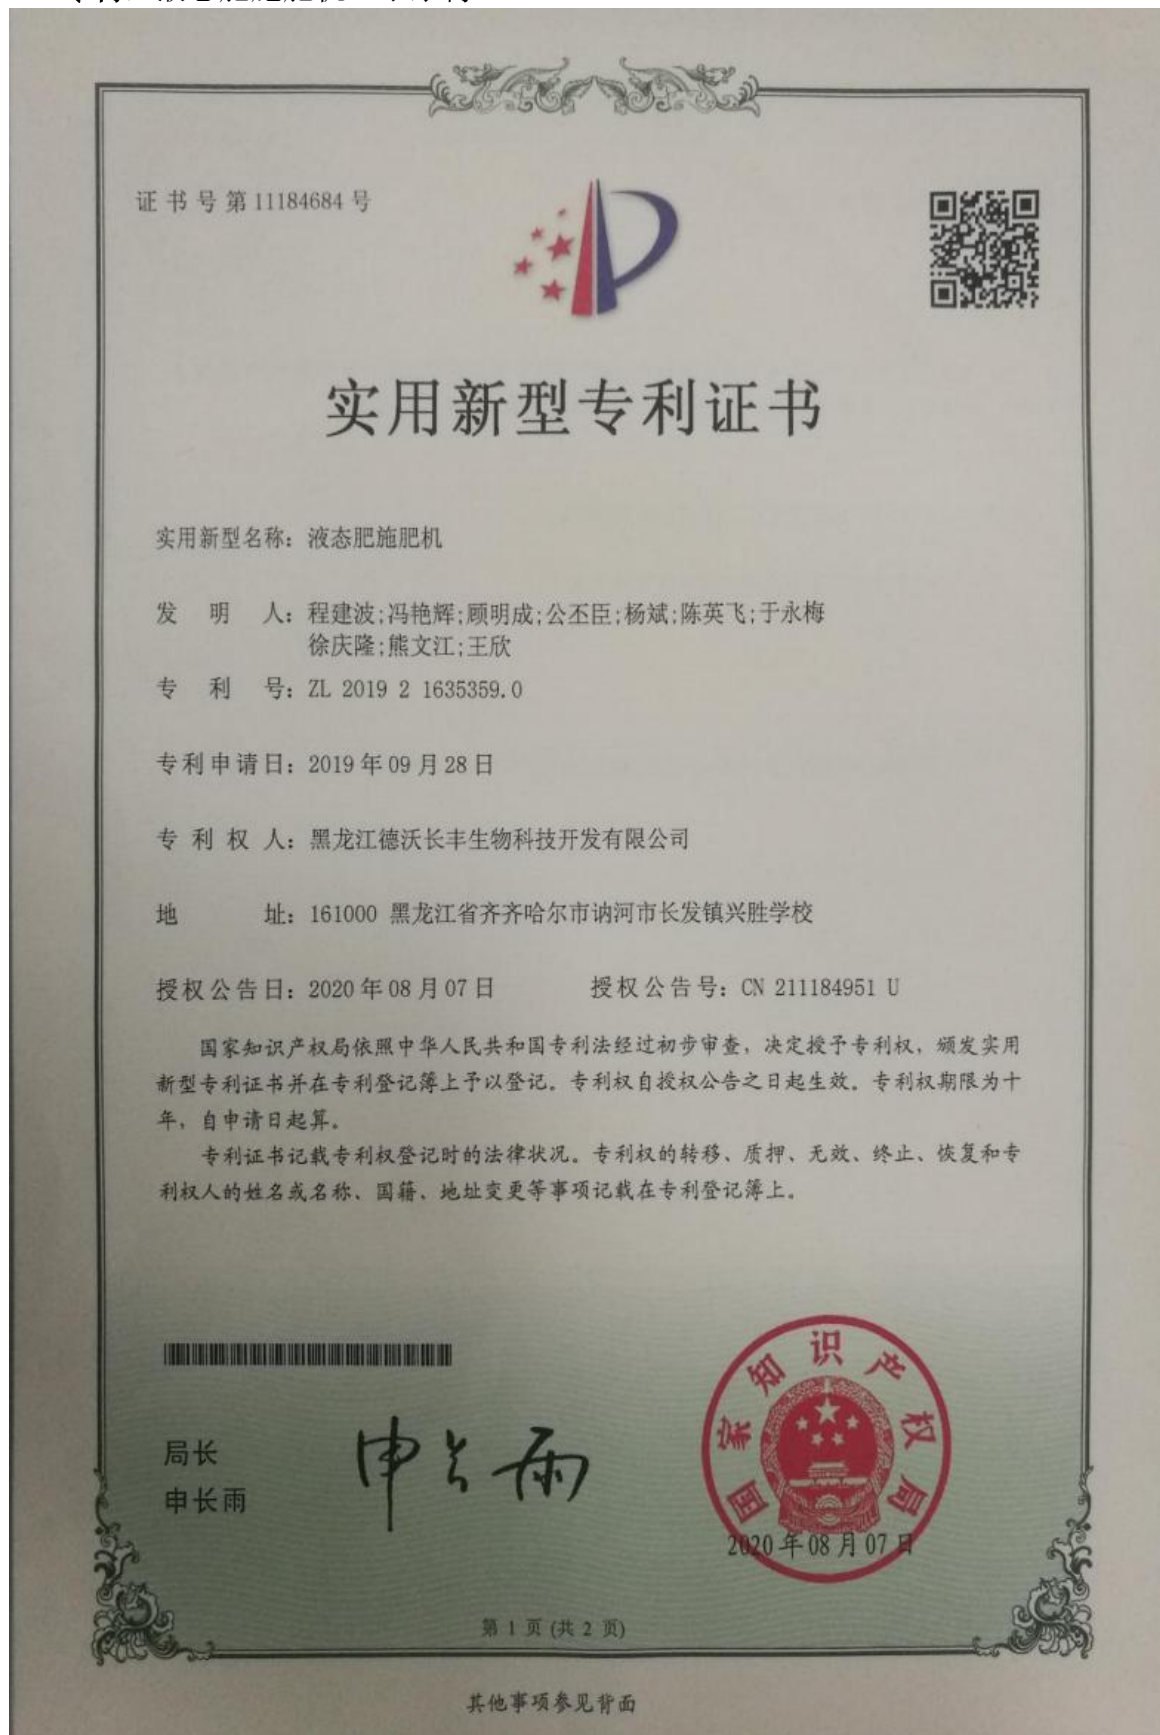 证书号第11184684号
实用新型专利证书
实用新型名称：液态肥施肥机
发明人：程建波;冯艳辉;顾明成;公丕臣;杨斌;陈英飞;于永梅
徐庆隆;熊文江;王欣
专利号：ZL 2019 2 1635359.0
专利申请日：2019年09月28日
专利权人：黑龙江德沃长丰生物科技开发有限公司
地址：161000 黑龙江省齐齐哈尔市讷河市长发镇兴胜学校
授权公告日：2020年08月07日 授权公告号：CN 211184951 U
国家知识产权局依照中华人民共和国专利法经过初步审查，决定授予专利权，颁发实用
新型专利证书并在专利登记簿上予以登记。专利权自授权公告之日起生效。专利权期限为十
年，自申请日起算。
专利证书记载专利权登记时的法律状况。专利权的转移、质押、无效、终止、恢复和专
利权人的姓名或名称、国籍、地址变更等事项记载在专利登记簿上。
局长
申长雨
申长雨
国家知识产权局
2020年08月07日
第 1 页 (共 2 页)
其他事项参见背面